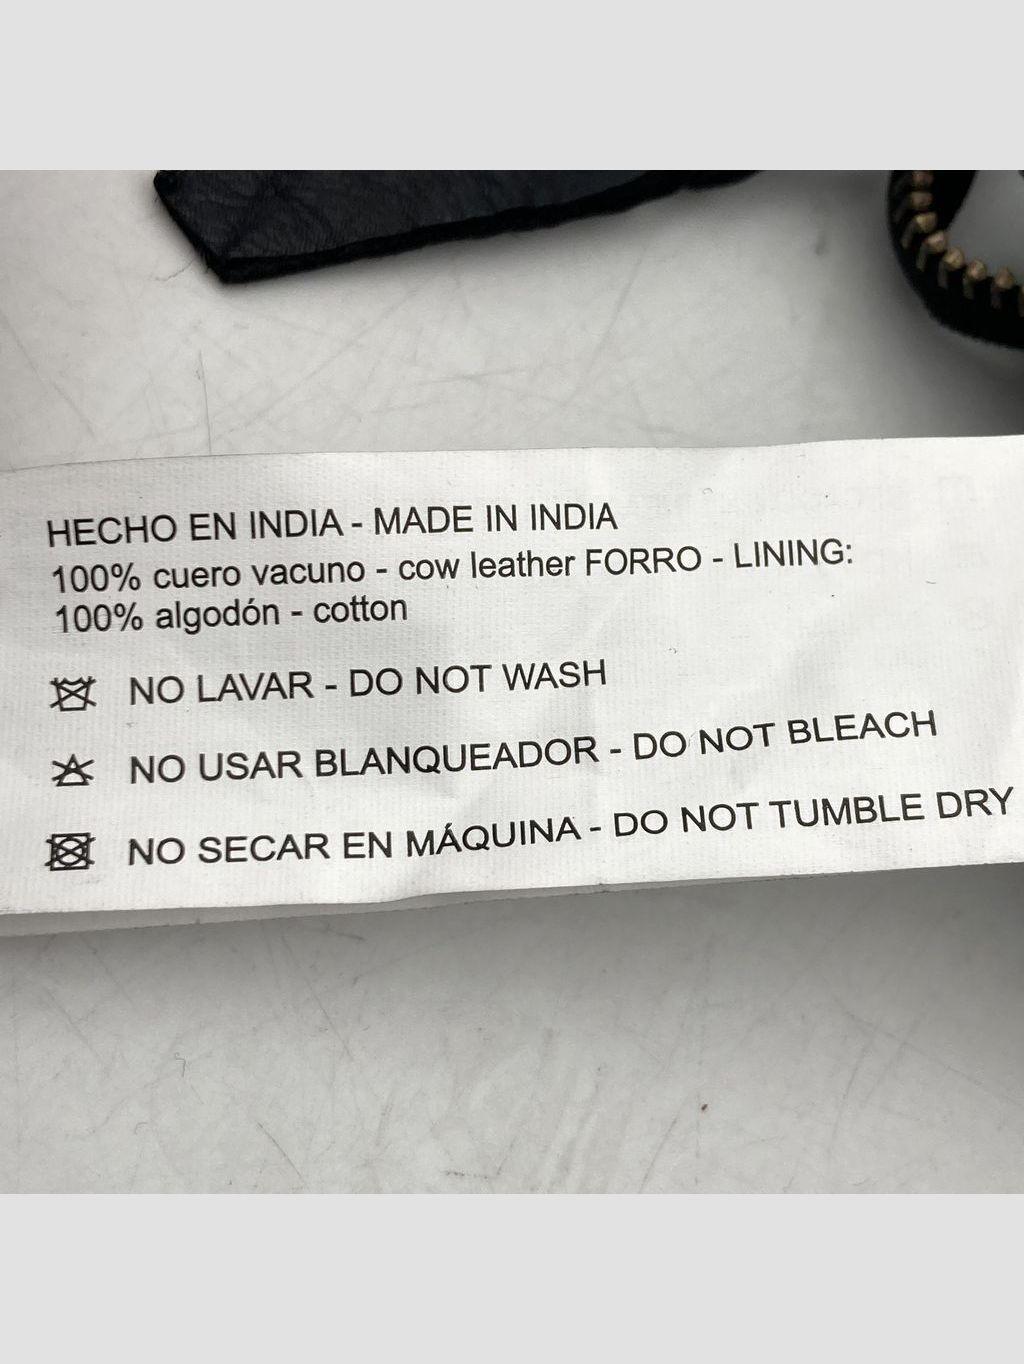 HECHO EN INDIA - MADE IN INDIA
100% cuero vacuno - cow leather FORRO - LINING:
100% algodón - cotton
NO LAVAR - DO NOT WASH
NO USAR BLANQUEADOR - DO NOT BLEACH
NO SECAR EN MÁQUINA - DO NOT TUMBLE DRY